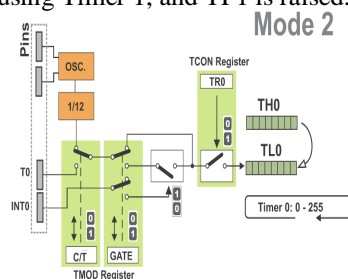 using Timer 1, and TF1 is raised.
Mode 2
Pins
OSC.
1/12
TCON Register
TR0
0
1
TH0
TL0
T0
INT0
0
1
0
1
1
0
Timer 0: 0 - 255
C/T
GATE
TMOD Register